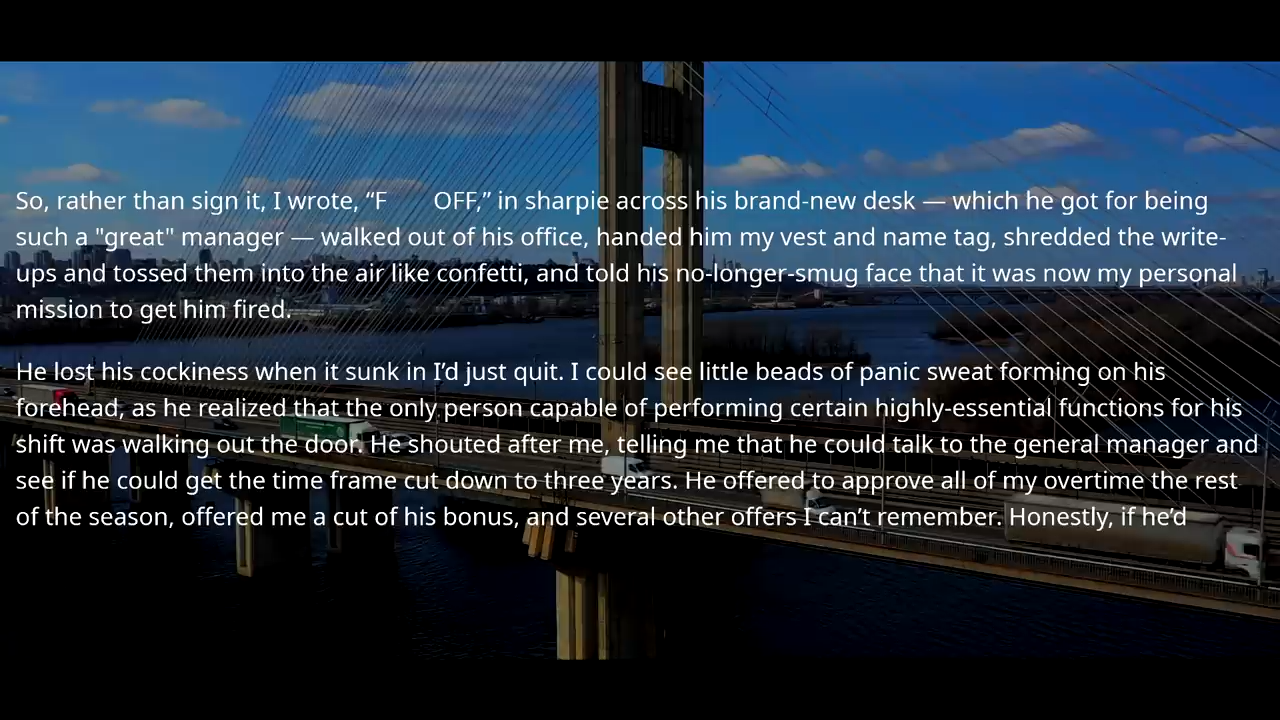 So, rather than sign it, I wrote, “F OFF,” in sharpie across his brand-new desk — which he got for being
such a "great" manager — walked out of his office, handed him my vest and name tag, shredded the write-
ups and tossed them into the air like confetti, and told his no-longer-smug face that it was now my personal
mission to get him fired.
He lost his cockiness when it sunk in I’d just quit. I could see little beads of panic sweat forming on his
forehead, as he realized that the only person capable of performing certain highly-essential functions for his
shift was walking out the door. He shouted after me, telling me that he could talk to the general manager and
see if he could get the time frame cut down to three years. He offered to approve all of my overtime the rest
of the season, offered me a cut of his bonus, and several other offers I can’t remember. Honestly, if he’d